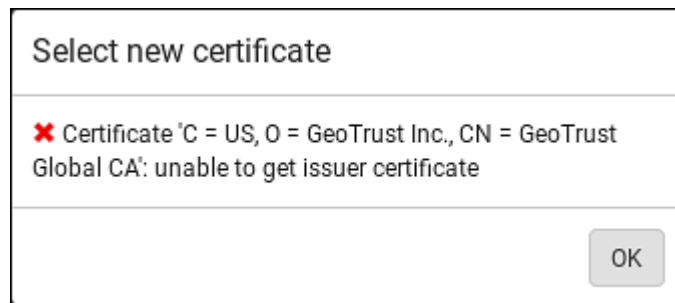 Select new certificate
✖ Certificate 'C = US, O = GeoTrust Inc., CN = GeoTrust
Global CA': unable to get issuer certificate
OK